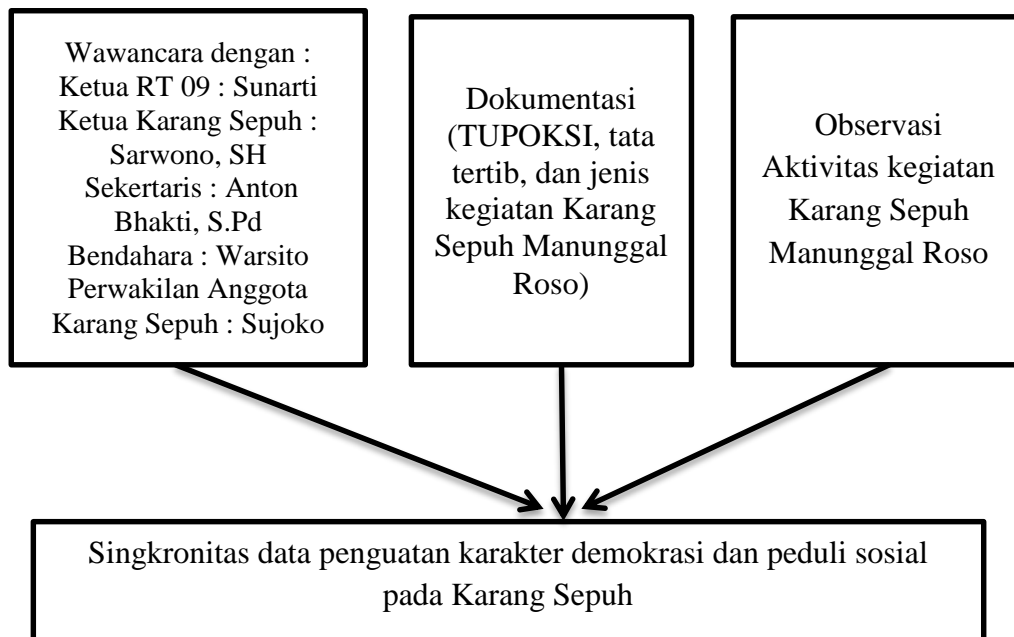 Wawancara dengan :
Ketua RT 09 : Sunarti
Ketua Karang Sepuh :
Sarwono, SH
Sekertaris : Anton
Bhakti, S.Pd
Bendahara : Warsito
Perwakilan Anggota
Karang Sepuh : Sujoko
Dokumentasi
(TUPOKSI, tata
tertib, dan jenis
kegiatan Karang
Sepuh Manunggal
Roso)
Observasi
Aktivitas kegiatan
Karang Sepuh
Manunggal Roso
Singkronitas data penguatan karakter demokrasi dan peduli sosial
pada Karang Sepuh